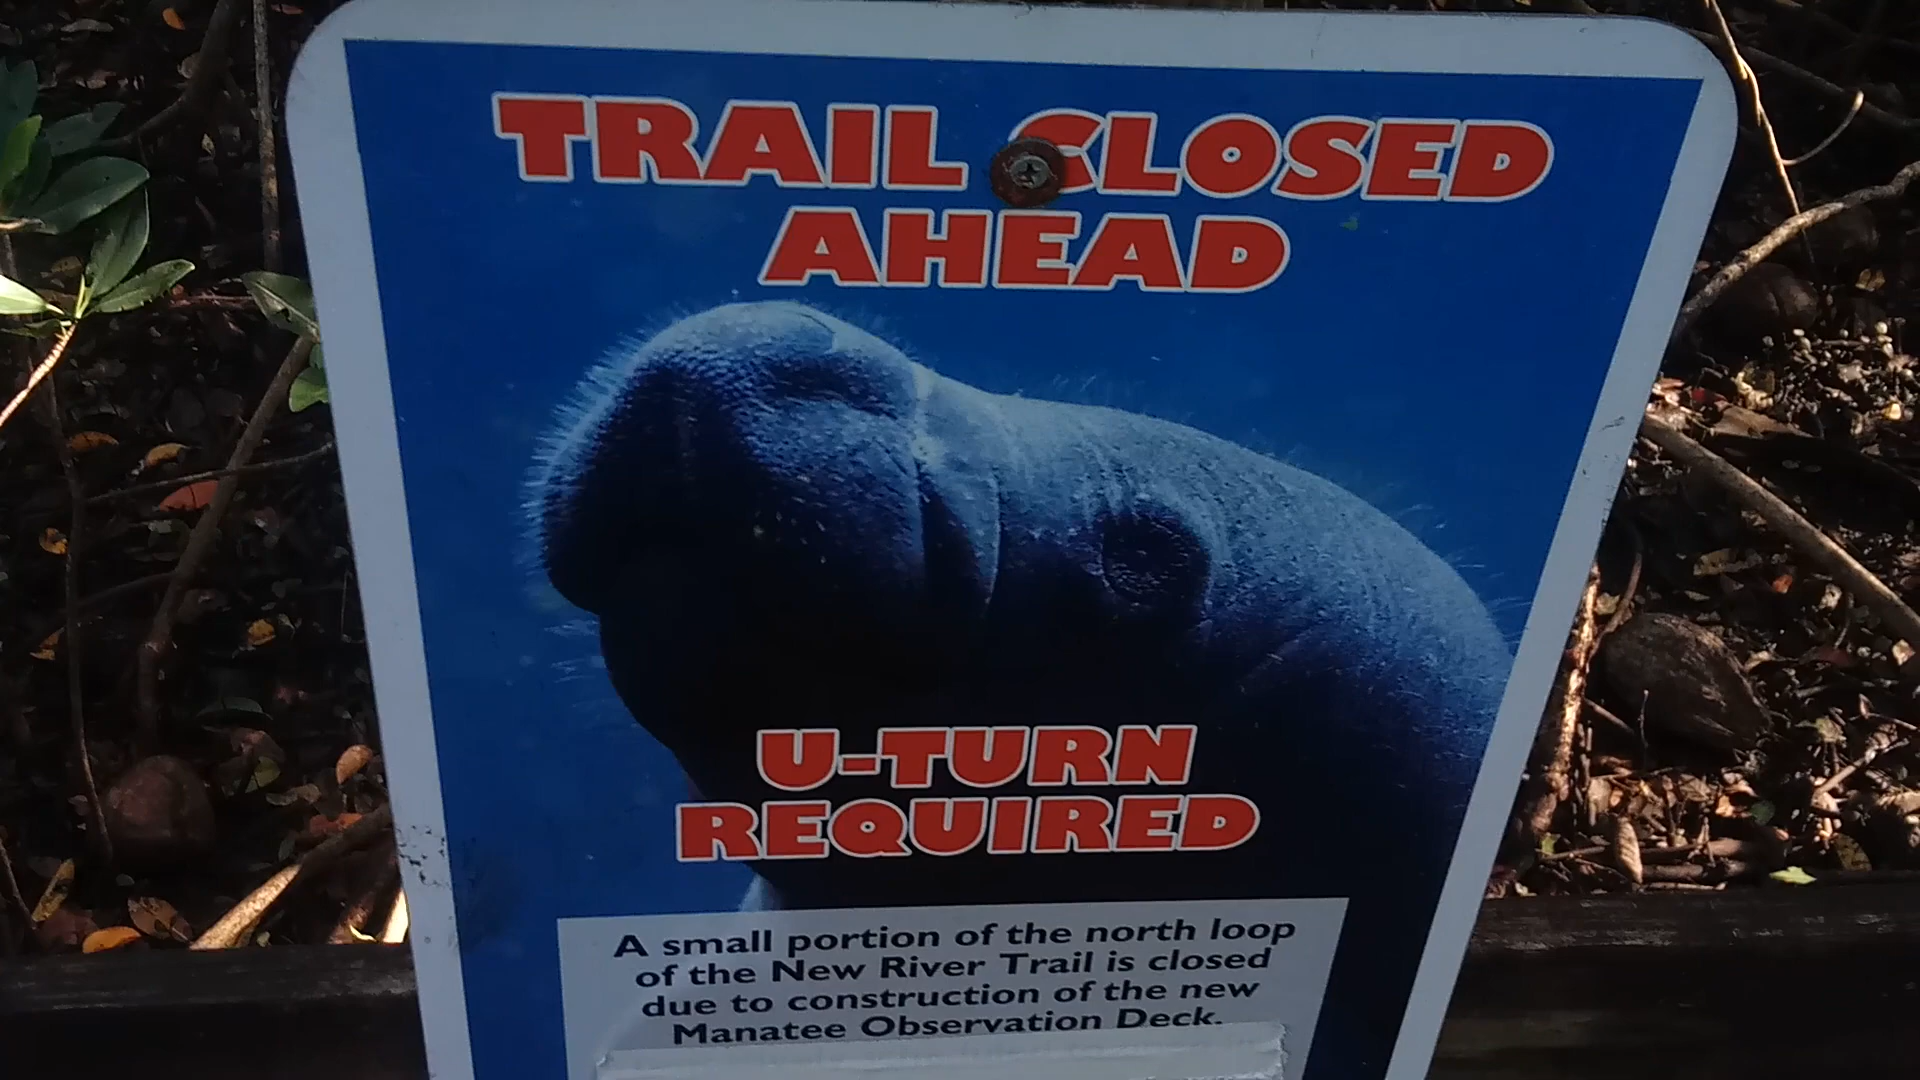 TRAIL CLOSED
AHEAD
U-TURN
REQUIRED
A small portion of the north loop
of the New River Trail is closed
due to construction of the new
Manatee Observation Deck.